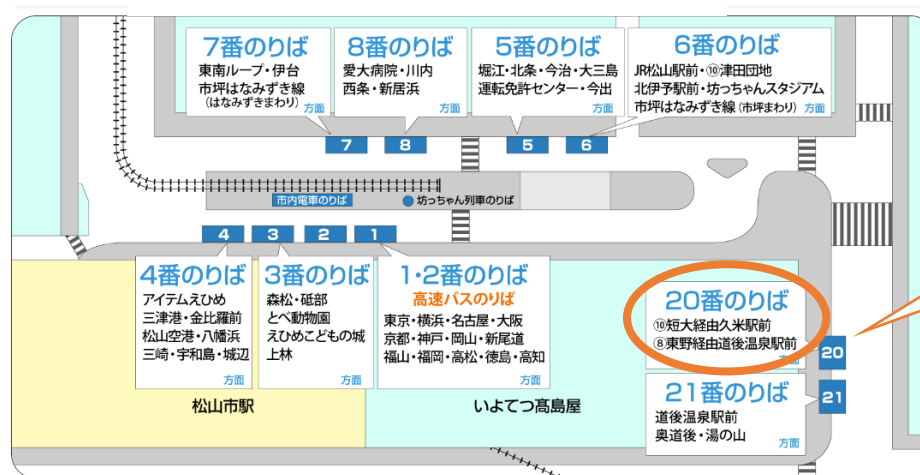 7番のりば
東南ループ・伊台
市坪はなみずき線
(はなみずきまわり)
方面
8番のりば
愛大病院・川内
西条・新居浜
方面
5番のりば
堀江・北条・今治・大三島
運転免許センター・今出
方面
6番のりば
JR松山駅前・⑩津田団地
北伊予駅前・坊っちゃんスタジアム
市坪はなみずき線(市坪まわり)
方面
7
8
5
6
市内電車のりば
坊っちゃん列車のりば
4
3
2
1
4番のりば
アイテムえひめ
三津港・金比羅前
松山空港・八幡浜
三崎・宇和島・城辺
方面
3番のりば
森松・砥部
とべ動物園
えひめこどもの城
上林
方面
1・2番のりば
高速バスのりば
東京・横浜・名古屋・大阪
京都・神戸・岡山・新尾道
福山・福岡・高松・徳島・高知
方面
20番のりば
⑩短大経由久米駅前
⑧東野経由道後温泉駅前
方面
20
21番のりば
道後温泉駅前
奥道後・湯の山
方面
21
松山市駅
いよてつ髙島屋